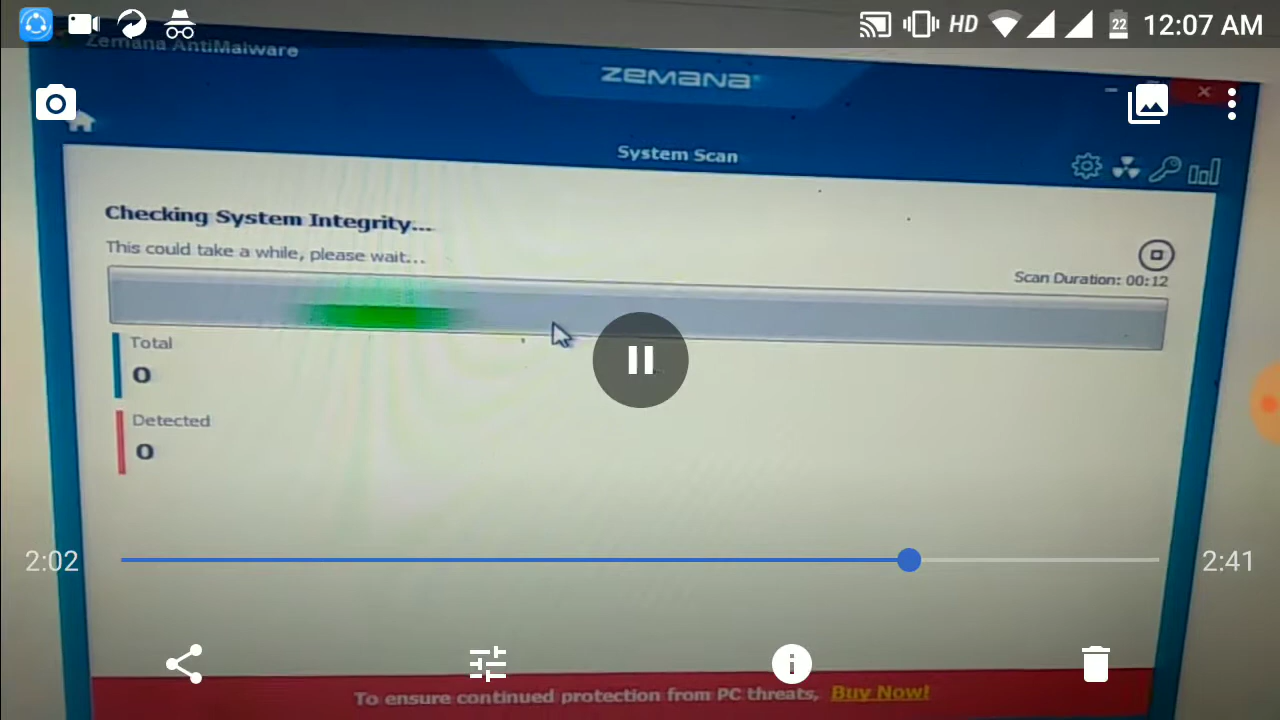 HD
22
12:07 AM
Zemana AntiMalware
ZEMANA
System Scan
Checking System Integrity...
This could take a while, please wait...
Scan Duration: 00:12
Total
0
Detected
0
2:02
2:41
To ensure continued protection from PC threats, Buy Now!